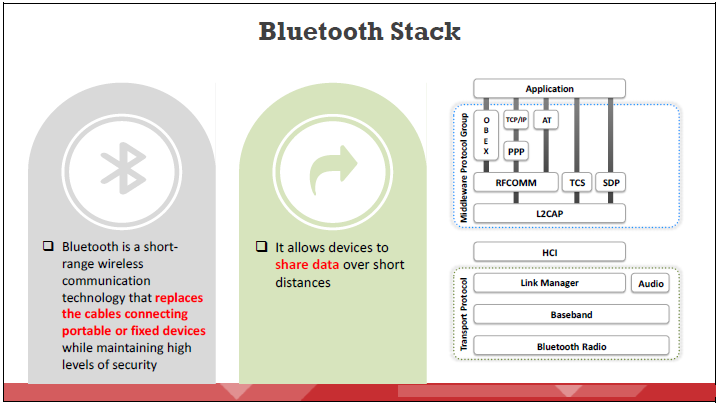 Bluetooth Stack
❑ Bluetooth is a short-
range wireless
communication
technology that replaces
the cables connecting
portable or fixed devices
while maintaining high
levels of security
❑ It allows devices to
share data over short
distances
Application
Middleware Protocol Group
OBEX
TCP/IP
AT
PPP
RFCOMM
TCS
SDP
L2CAP
HCI
Transport Protocol
Link Manager
Audio
Baseband
Bluetooth Radio